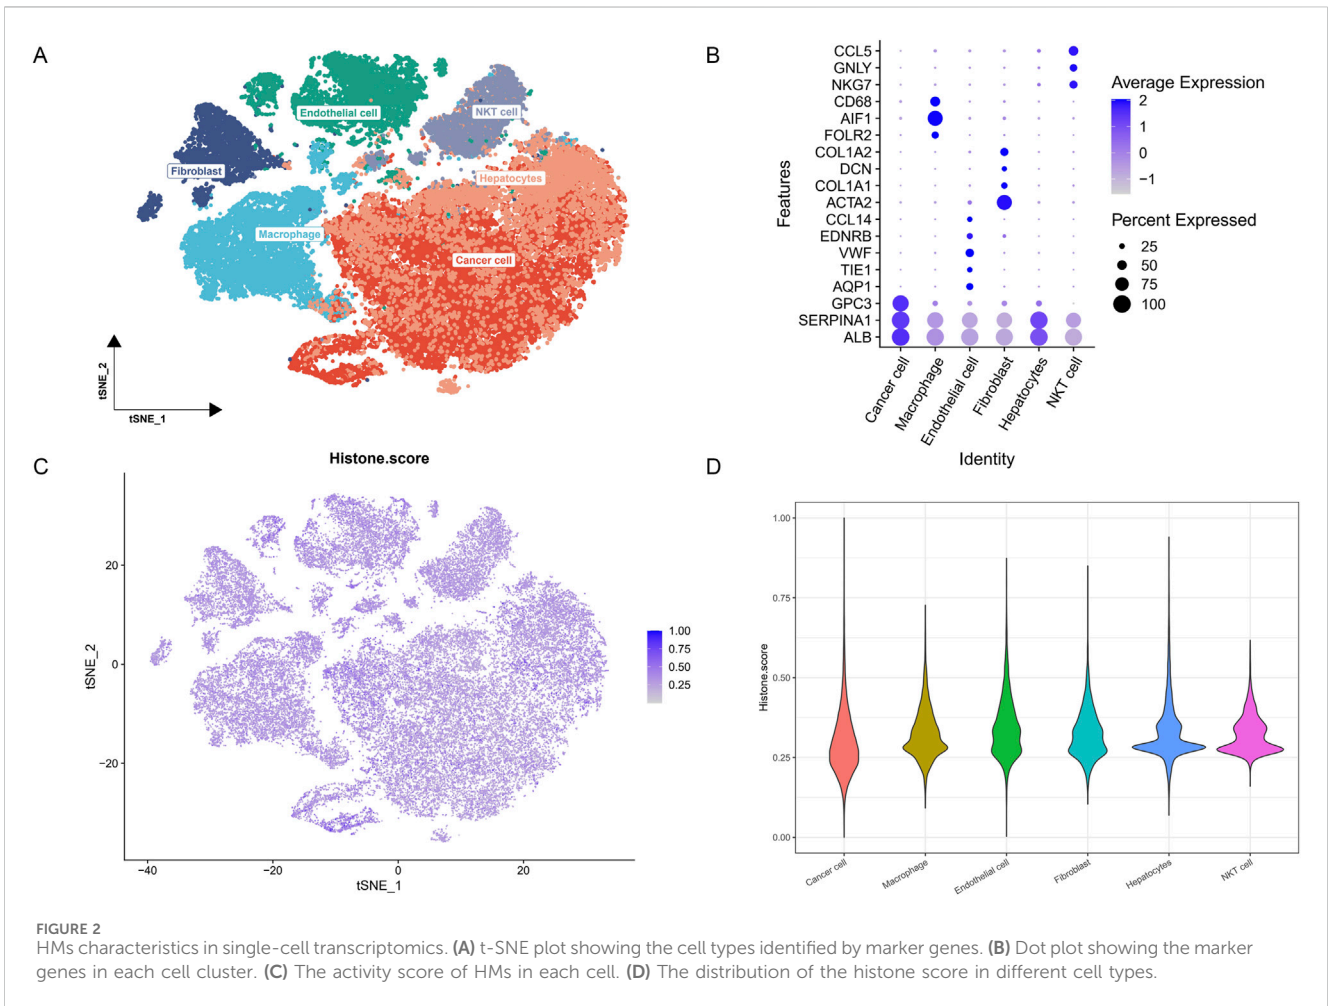 A
Endothelial cell
NKT cell
Fibroblast
Hepatocytes
Macrophage
Cancer cell
tSNE_2
tSNE_1
B
Features
CCL5
GNLY
NKG7
CD68
AIF1
FOLR2
COL1A2
DCN
COL1A1
ACTA2
CCL14
EDNRB
VWF
TIE1
AQP1
GPC3
SERPINA1
ALB
Cancer cell
Macrophage
Endothelial cell
Fibroblast
Hepatocytes
NKT cell
Identity
Average Expression
2
1
0
−1
Percent Expressed
25
50
75
100
C
Histone.score
tSNE_2
20
0
−20
−40
−20
0
20
tSNE_1
1.00
0.75
0.50
0.25
D
Histone.score
1.00
0.75
0.50
0.25
0.00
Cancer cell
Macrophage
Endothelial cell
Fibroblast
Hepatocytes
NKT cell
FIGURE 2
HMs characteristics in single-cell transcriptomics. (A) t-SNE plot showing the cell types identified by marker genes. (B) Dot plot showing the marker
genes in each cell cluster. (C) The activity score of HMs in each cell. (D) The distribution of the histone score in different cell types.